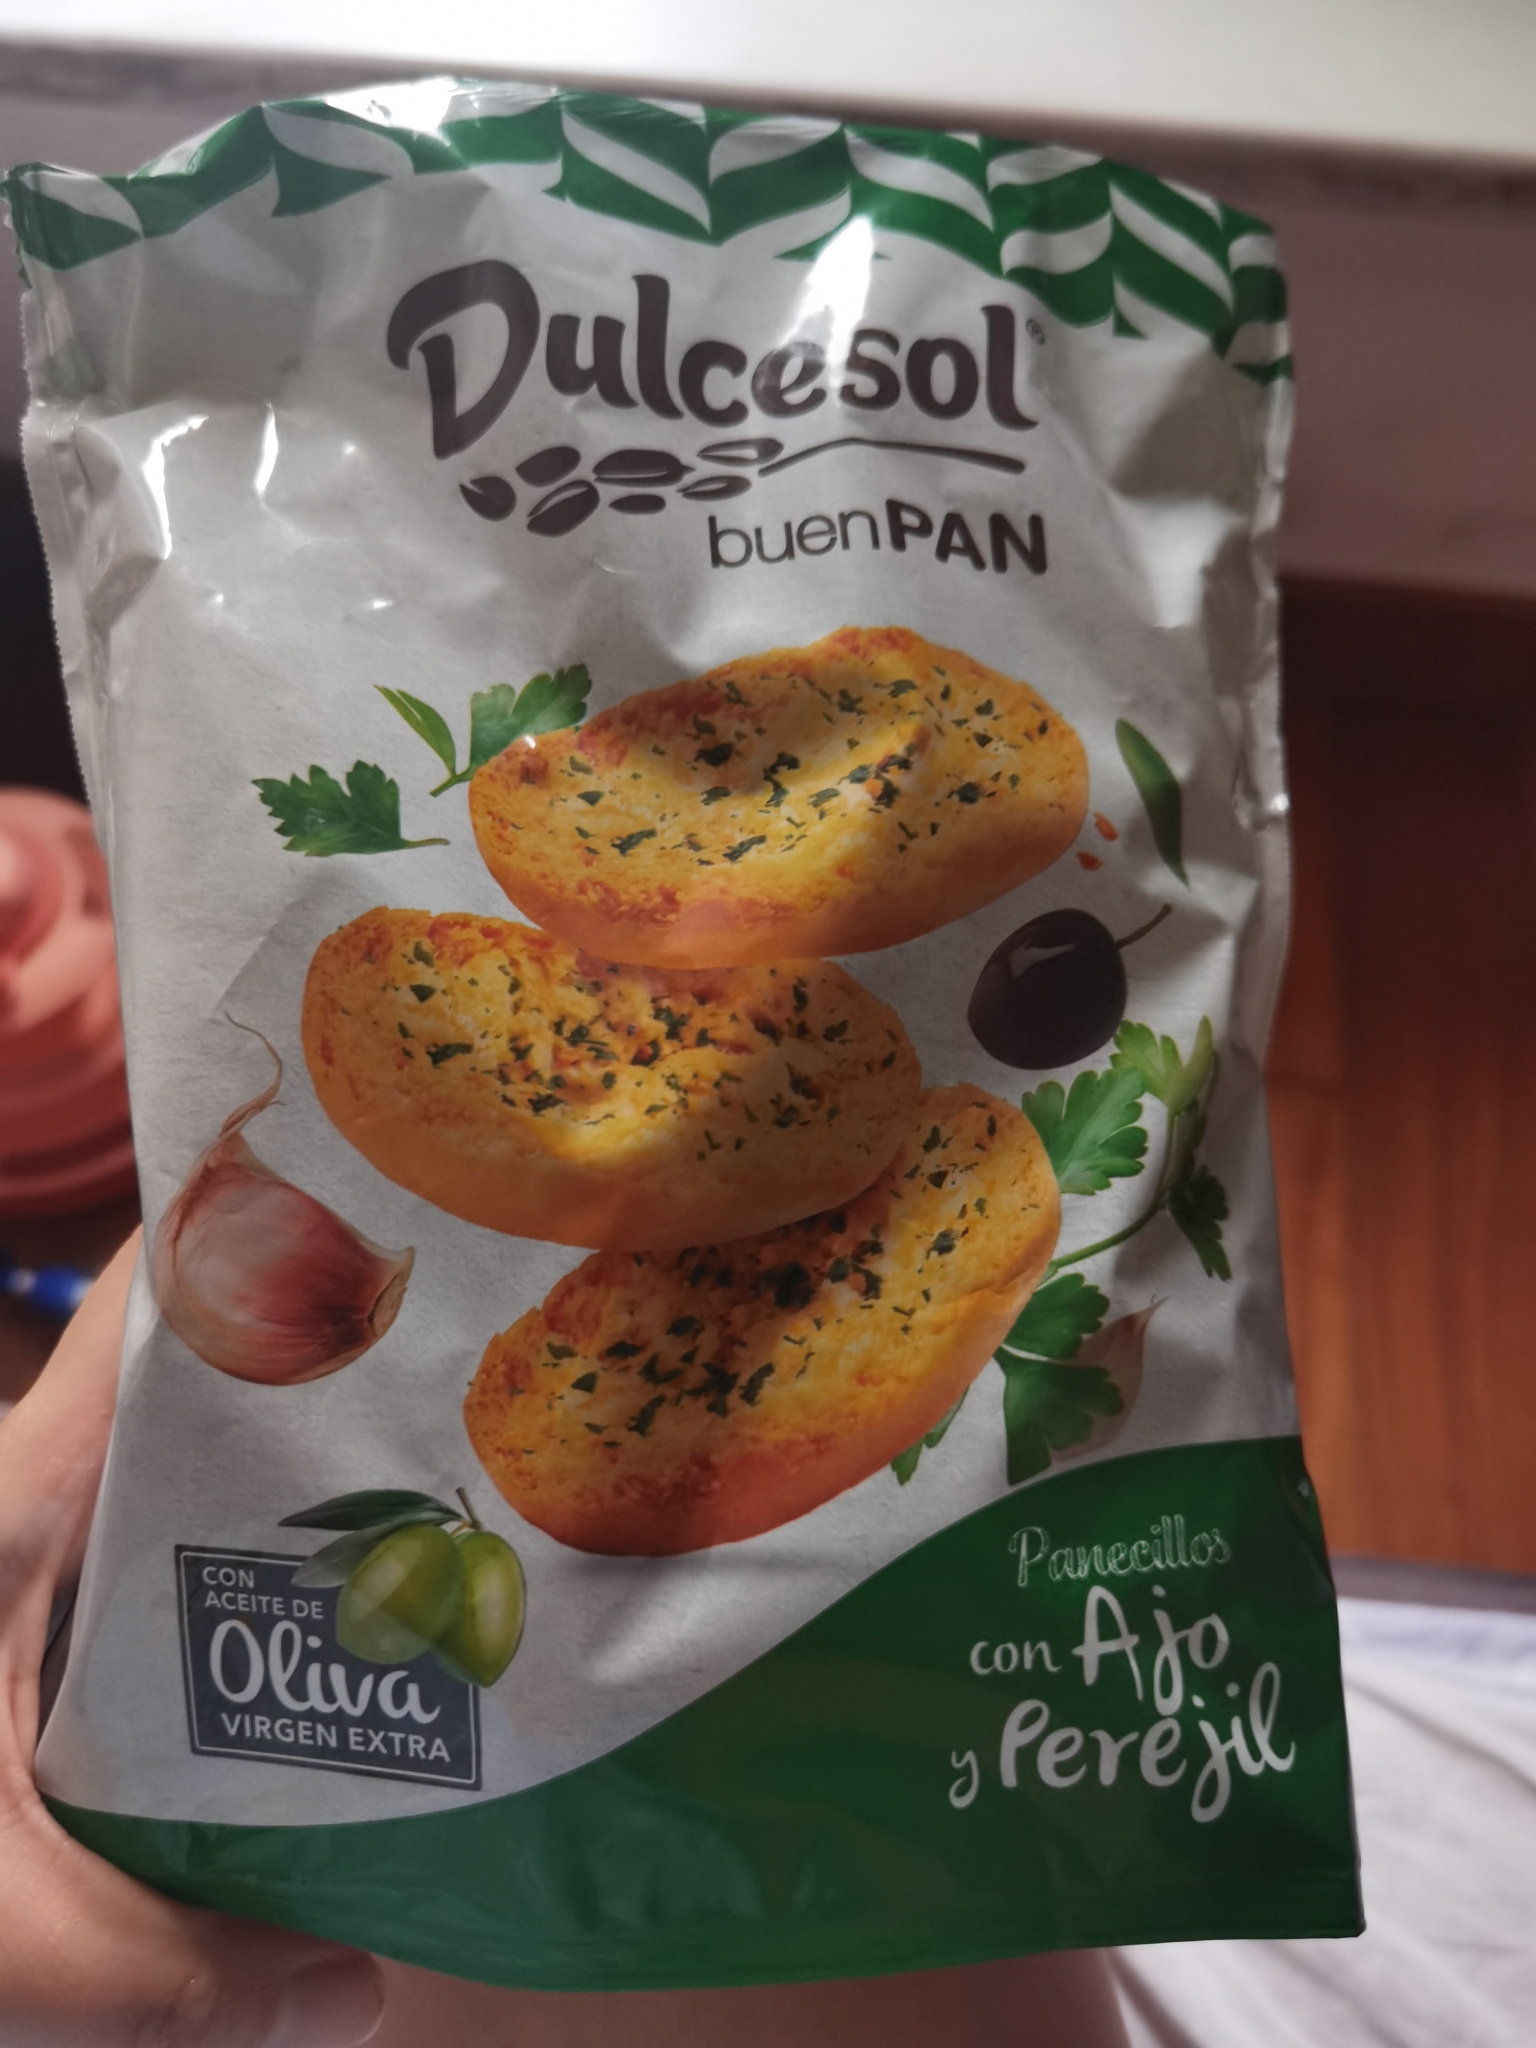 Dulcesol®
buenPAN
CON
ACEITE DE
Oliva
VIRGEN EXTRA
Panecillos
con Ajo
y Perejil